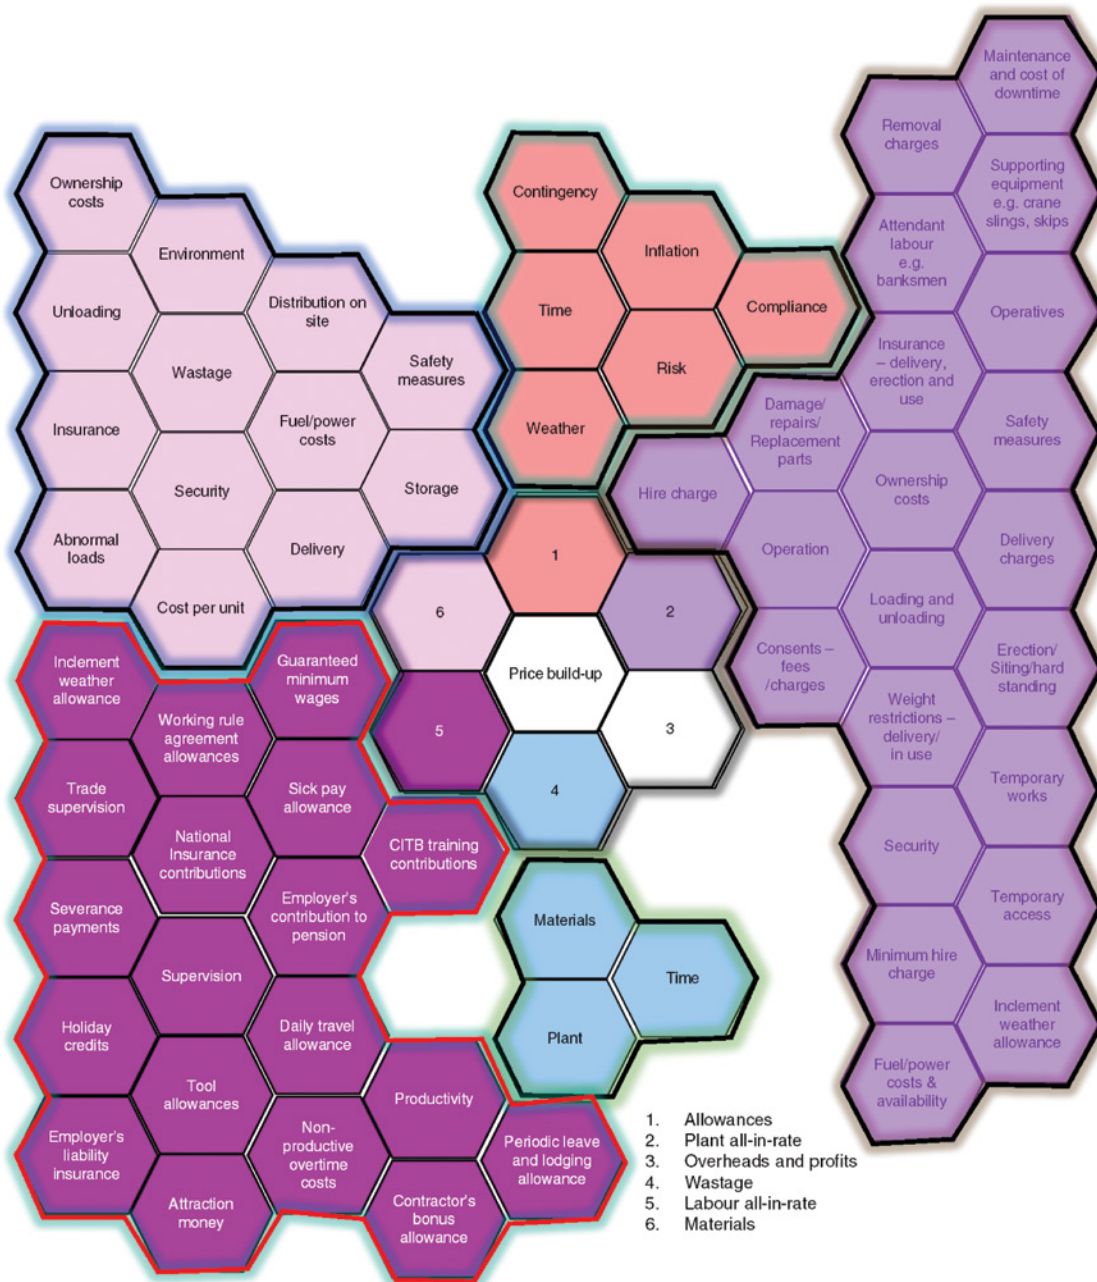 Ownership
costs
Unloading
Insurance
Abnormal
loads
Environment
Wastage
Security
Cost per unit
Distribution on
site
Fuel/power
costs
Delivery
Safety
measures
Storage
Contingency
Time
Weather
Inflation
Risk
Compliance
Hire charge
Damage/
repairs/
Replacement
parts
Operation
Consents –
fees
/charges
Removal
charges
Attendant
labour
e.g.
banksmen
Insurance
– delivery,
erection and
use
Ownership
costs
Loading and
unloading
Weight
restrictions –
delivery/
in use
Security
Minimum hire
charge
Fuel/power
costs &
availability
Maintenance
and cost of
downtime
Supporting
equipment
e.g. crane
slings, skips
Operatives
Safety
measures
Delivery
charges
Erection/
Siting/hard
standing
Temporary
works
Temporary
access
Inclement
weather
allowance
1
2
3
4
5
6
Price build-up
Inclement
weather
allowance
Trade
supervision
Severance
payments
Holiday
credits
Employer's
liability
insurance
Working rule
agreement
allowances
National
Insurance
contributions
Supervision
Tool
allowances
Attraction
money
Guaranteed
minimum
wages
Sick pay
allowance
Employer's
contribution to
pension
Daily travel
allowance
Non-
productive
overtime
costs
CITB training
contributions
Productivity
Contractor's
bonus
allowance
Periodic leave
and lodging
allowance
Materials
Plant
Time
1. Allowances
2. Plant all-in-rate
3. Overheads and profits
4. Wastage
5. Labour all-in-rate
6. Materials